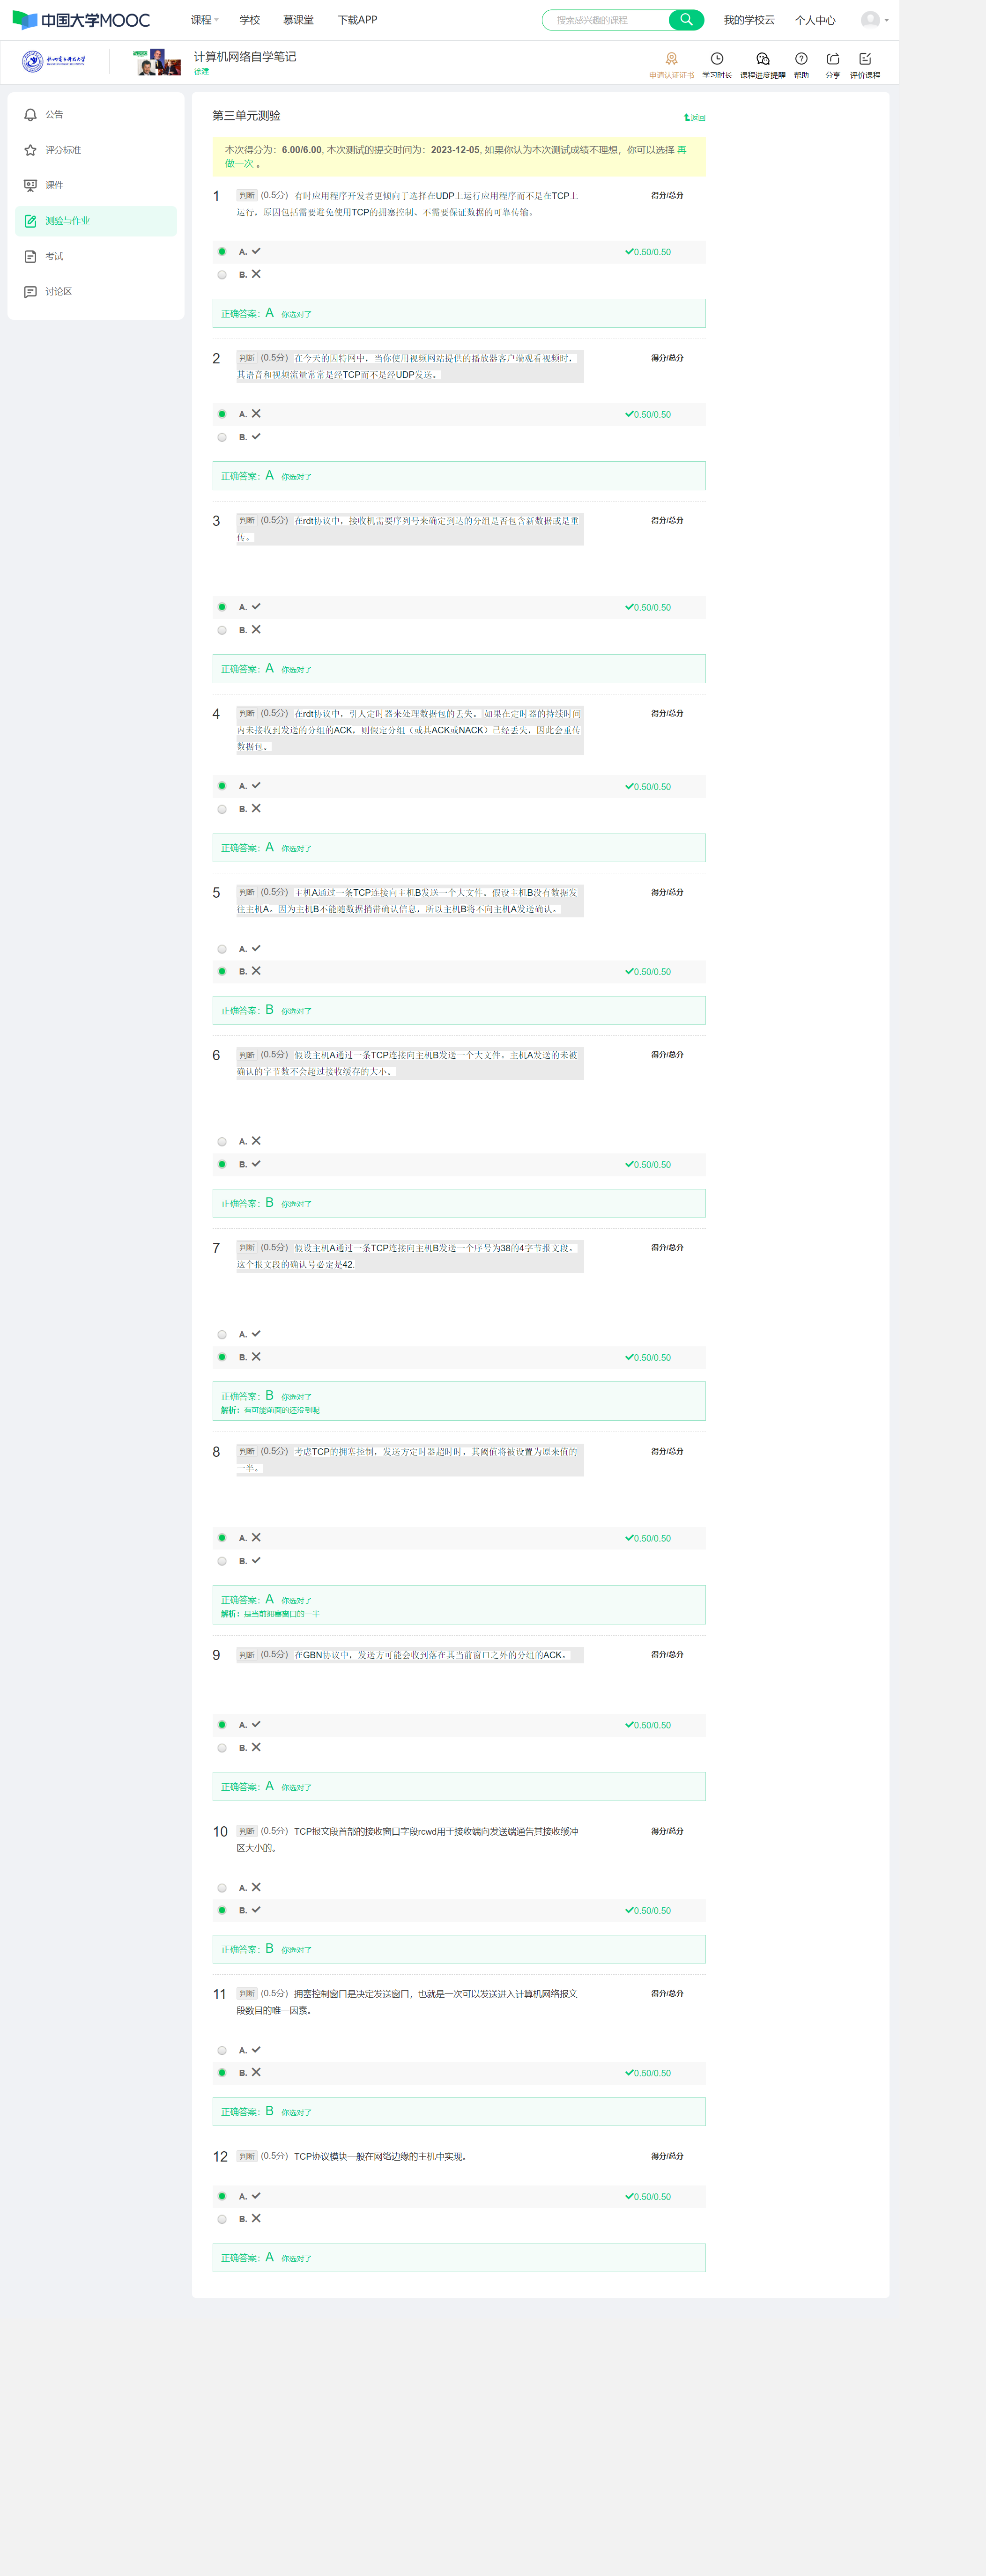 中国大学MOOC
课程
学校
慕课堂
下载APP
搜索感兴趣的课程
我的学校云
个人中心
计算机网络自学笔记
徐建
申请认证证书
学习时长
课程进度提醒
帮助
分享
评价课程
公告
评分标准
课件
测验与作业
考试
讨论区
第三单元测验
返回
本次得分为：6.00/6.00, 本次测试的提交时间为：2023-12-05, 如果你认为本次测试成绩不理想，你可以选择 再
做一次 。
1 判断 (0.5分) 有时应用程序开发者更倾向于选择在UDP上运行应用程序而不是在TCP上 得分/总分
运行，原因包括需要避免使用TCP的拥塞控制、不需要保证数据的可靠传输。
A. ✔ ✔0.50/0.50
B. ✖
正确答案：A 你选对了
2 判断 (0.5分) 在今天的因特网中，当你使用视频网站提供的播放器客户端观看视频时， 得分/总分
其语音和视频流量常常是经TCP而不是经UDP发送。
A. ✖ ✔0.50/0.50
B. ✔
正确答案：A 你选对了
3 判断 (0.5分) 在rdt协议中，接收机需要序列号来确定到达的分组是否包含新数据或是重 得分/总分
传。
A. ✔ ✔0.50/0.50
B. ✖
正确答案：A 你选对了
4 判断 (0.5分) 在rdt协议中，引人定时器来处理数据包的丢失。如果在定时器的持续时间 得分/总分
内未接收到发送的分组的ACK，则假定分组（或其ACK或NACK）已经丢失，因此会重传
数据包。
A. ✔ ✔0.50/0.50
B. ✖
正确答案：A 你选对了
5 判断 (0.5分) 主机A通过一条TCP连接向主机B发送一个大文件。假设主机B没有数据发 得分/总分
往主机A。因为主机B不能随数据捎带确认信息，所以主机B将不向主机A发送确认。
A. ✔
B. ✖ ✔0.50/0.50
正确答案：B 你选对了
6 判断 (0.5分) 假设主机A通过一条TCP连接向主机B发送一个大文件。主机A发送的未被 得分/总分
确认的字节数不会超过接收缓存的大小。
A. ✖
B. ✔ ✔0.50/0.50
正确答案：B 你选对了
7 判断 (0.5分) 假设主机A通过一条TCP连接向主机B发送一个序号为38的4字节报文段。 得分/总分
这个报文段的确认号必定是42.
A. ✔
B. ✖ ✔0.50/0.50
正确答案：B 你选对了
解析：有可能前面的还没到呢
8 判断 (0.5分) 考虑TCP的拥塞控制，发送方定时器超时时，其阈值将被设置为原来值的 得分/总分
一半。
A. ✖ ✔0.50/0.50
B. ✔
正确答案：A 你选对了
解析：是当前拥塞窗口的一半
9 判断 (0.5分) 在GBN协议中，发送方可能会收到落在其当前窗口之外的分组的ACK。 得分/总分
A. ✔ ✔0.50/0.50
B. ✖
正确答案：A 你选对了
10 判断 (0.5分) TCP报文段首部的接收窗口字段rcwd用于接收端向发送端通告其接收缓冲 得分/总分
区大小的。
A. ✖
B. ✔ ✔0.50/0.50
正确答案：B 你选对了
11 判断 (0.5分) 拥塞控制窗口是决定发送窗口，也就是一次可以发送进入计算机网络报文 得分/总分
段数目的唯一因素。
A. ✔
B. ✖ ✔0.50/0.50
正确答案：B 你选对了
12 判断 (0.5分) TCP协议模块一般在网络边缘的主机中实现。 得分/总分
A. ✔ ✔0.50/0.50
B. ✖
正确答案：A 你选对了